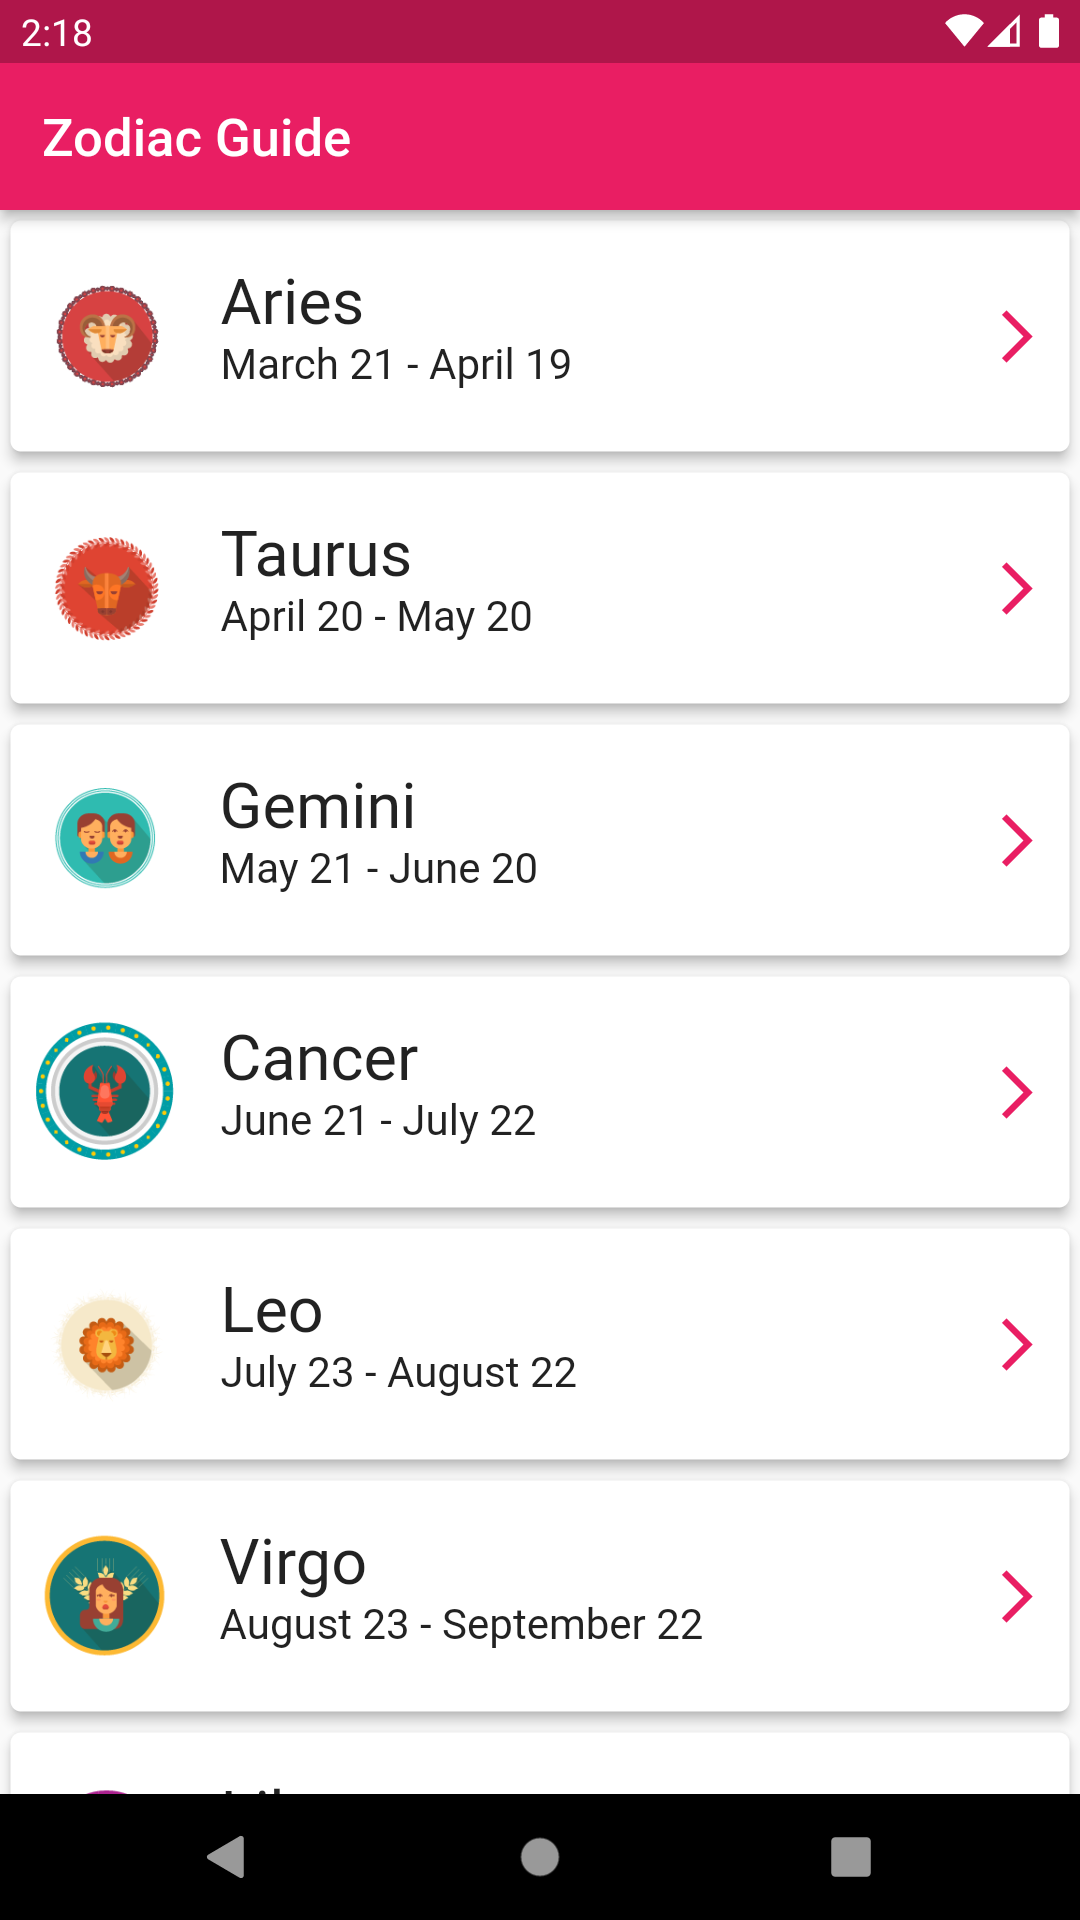 2:18
Zodiac Guide
Aries
March 21 - April 19
Taurus
April 20 - May 20
Gemini
May 21 - June 20
Cancer
June 21 - July 22
Leo
July 23 - August 22
Virgo
August 23 - September 22